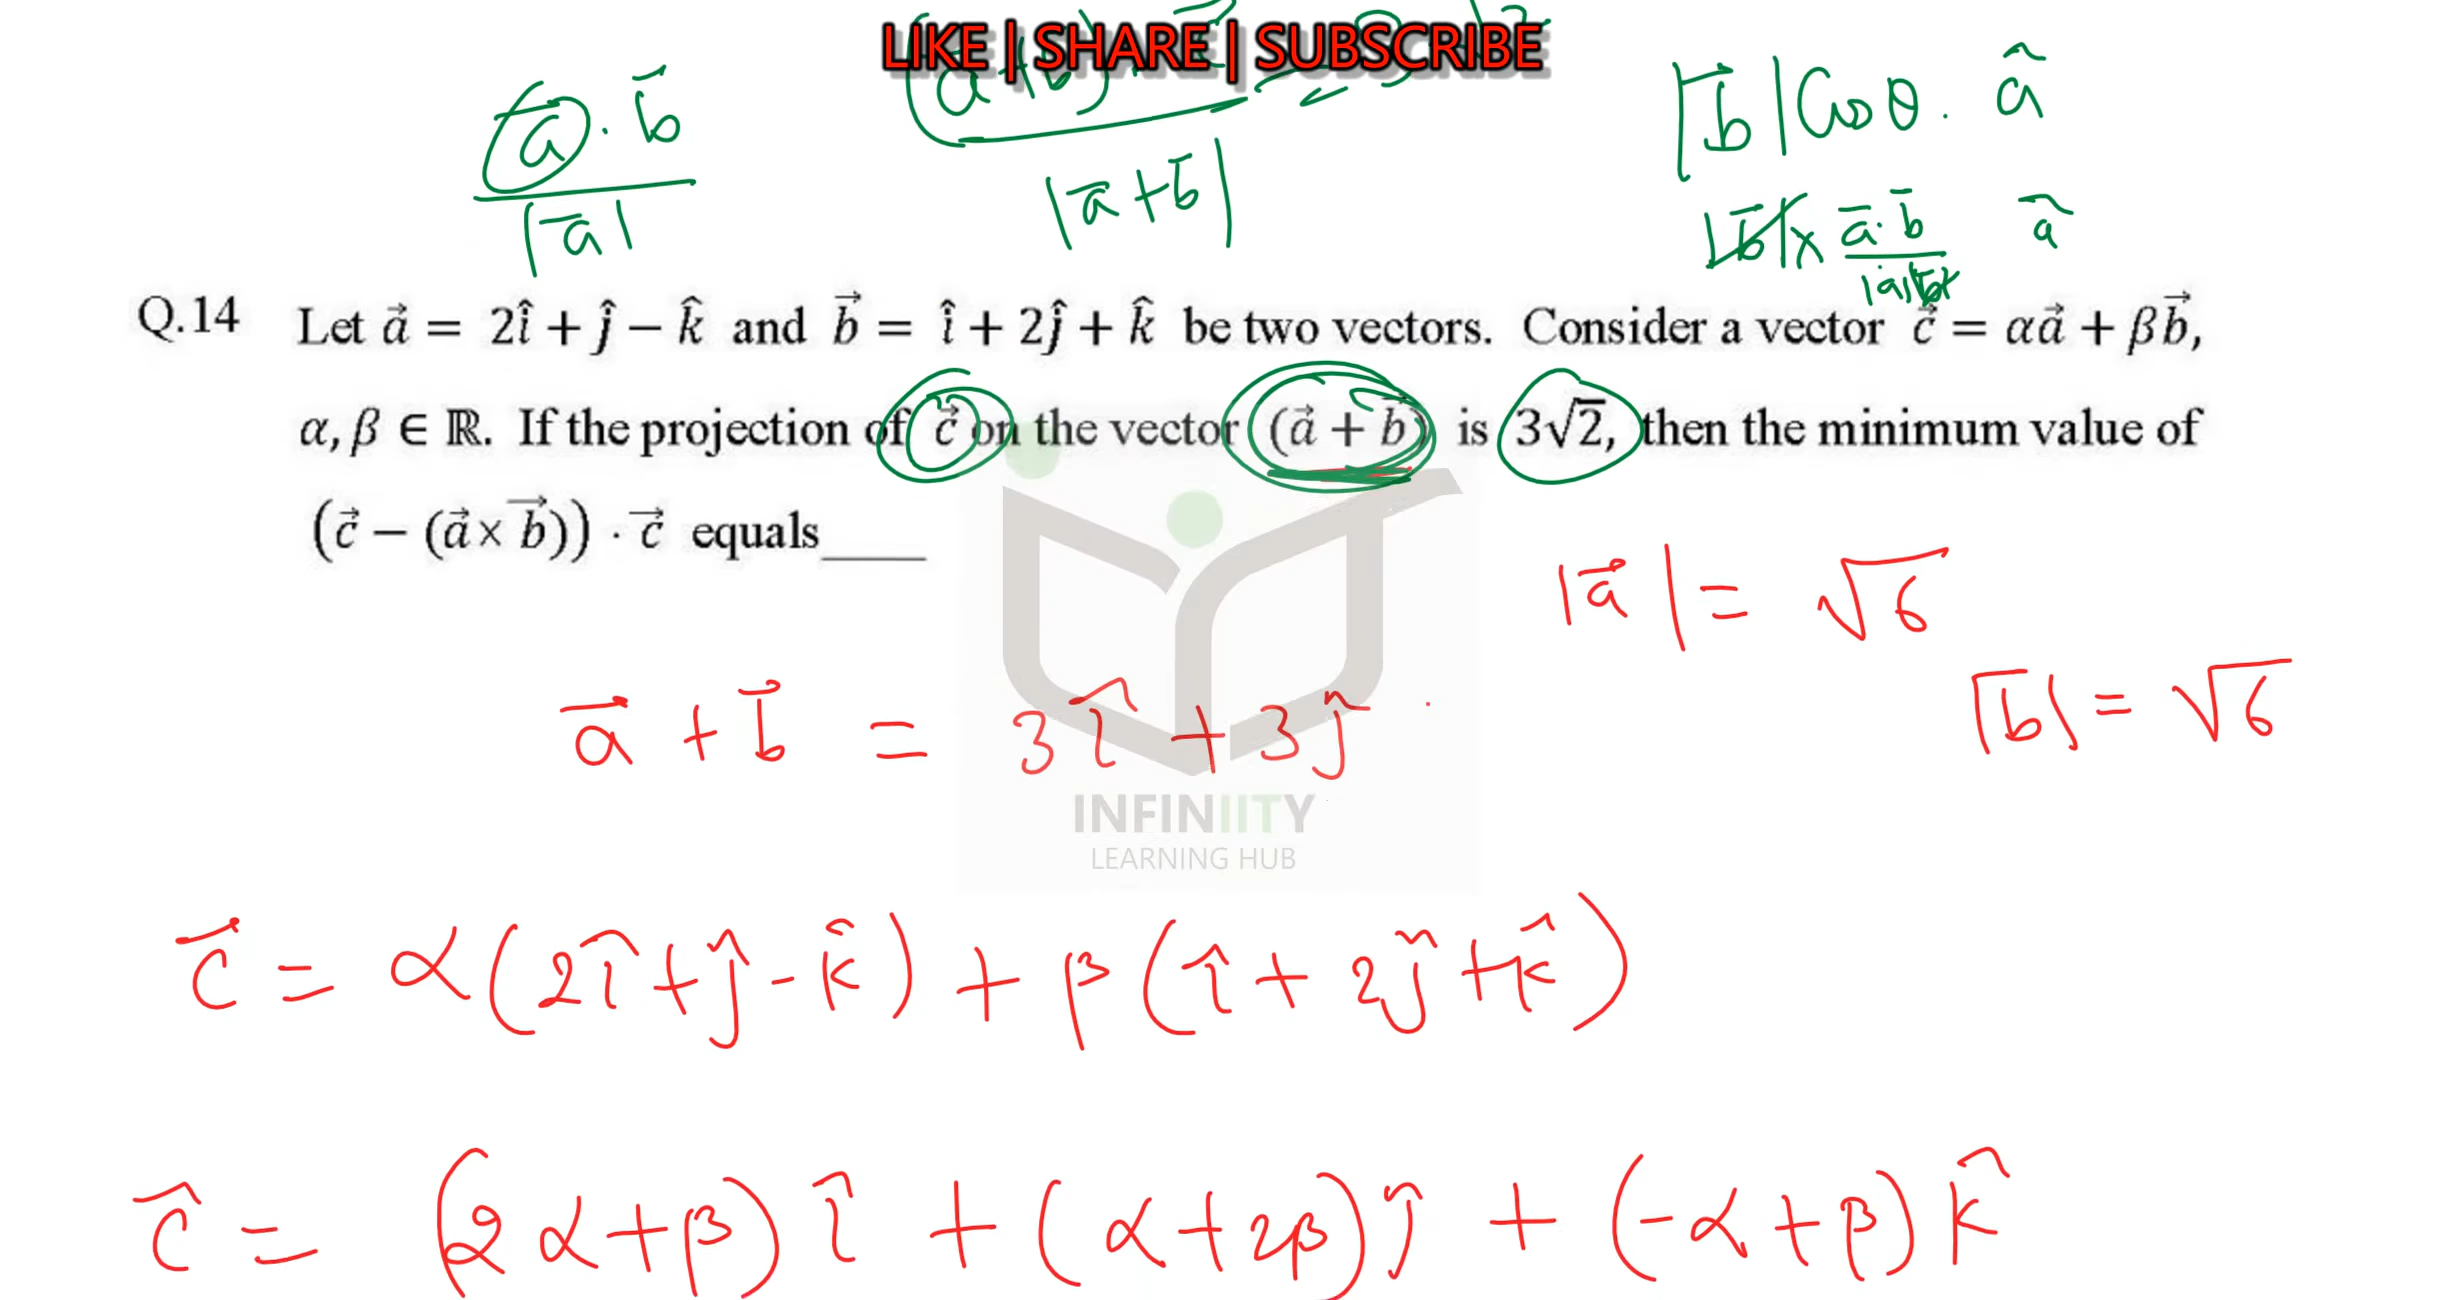 LIKE | SHARE | SUBSCRIBE
a⃗ · b⃗ / |a⃗|
|a⃗ + b⃗|
|b⃗| Cos θ . â
|b⃗| × a⃗·b⃗ / |a||b| â
Q.14 Let a⃗ = 2î + ĵ − k̂ and b⃗ = î + 2ĵ + k̂ be two vectors. Consider a vector c⃗ = αa⃗ + βb⃗,
α, β ∈ ℝ. If the projection of c⃗ on the vector (a⃗ + b⃗) is 3√2, then the minimum value of
(c⃗ − (a⃗ × b⃗)) · c⃗ equals____
|a⃗| = √6
|b⃗| = √6
a⃗ + b⃗ = 3î + 3ĵ
INFINIITY
LEARNING HUB
c⃗ = α(2î + ĵ - k̂) + β(î + 2ĵ + k̂)
c⃗ = (2α + β) î + (α + 2β) ĵ + (-α + β) k̂